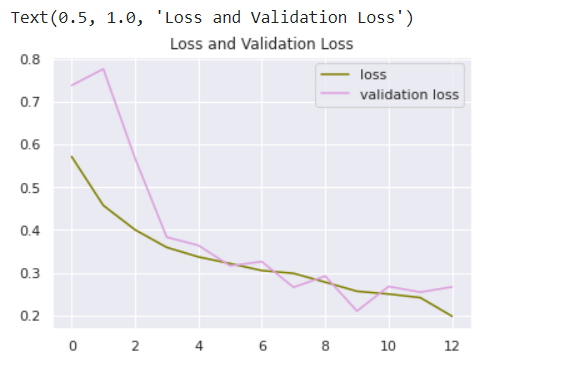 Text(0.5, 1.0, 'Loss and Validation Loss')
Loss and Validation Loss
0.8
0.7
0.6
0.5
0.4
0.3
0.2
loss
validation loss
0 2 4 6 8 10 12